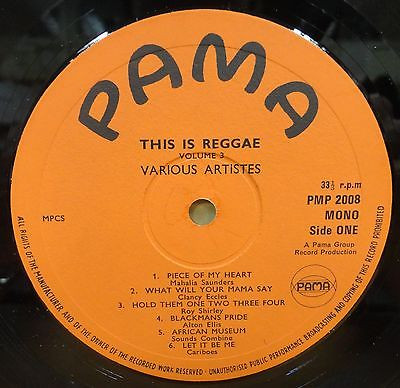 PAMA
THIS IS REGGAE
VOLUME 3
VARIOUS ARTISTES
33⅓ r.p.m
PMP 2008
MONO
Side ONE
MPCS
A Pama Group
Record Production
1. PIECE OF MY HEART
Mahalia Saunders
2. WHAT WILL YOUR MAMA SAY
Clancy Eccles
3. HOLD THEM ONE TWO THREE FOUR
Roy Shirley
4. BLACKMANS PRIDE
Alton Ellis
5. AFRICAN MUSEUM
Sounds Combine
6. LET IT BE ME
Cariboes
PAMA
ALL RIGHTS OF THE MANUFACTURER, AND OF THE OWNER OF THE RECORDED WORK RESERVED - UNAUTHORISED PUBLIC PERFORMANCE BROADCASTING AND COPYING OF THIS RECORD PROHIBITED